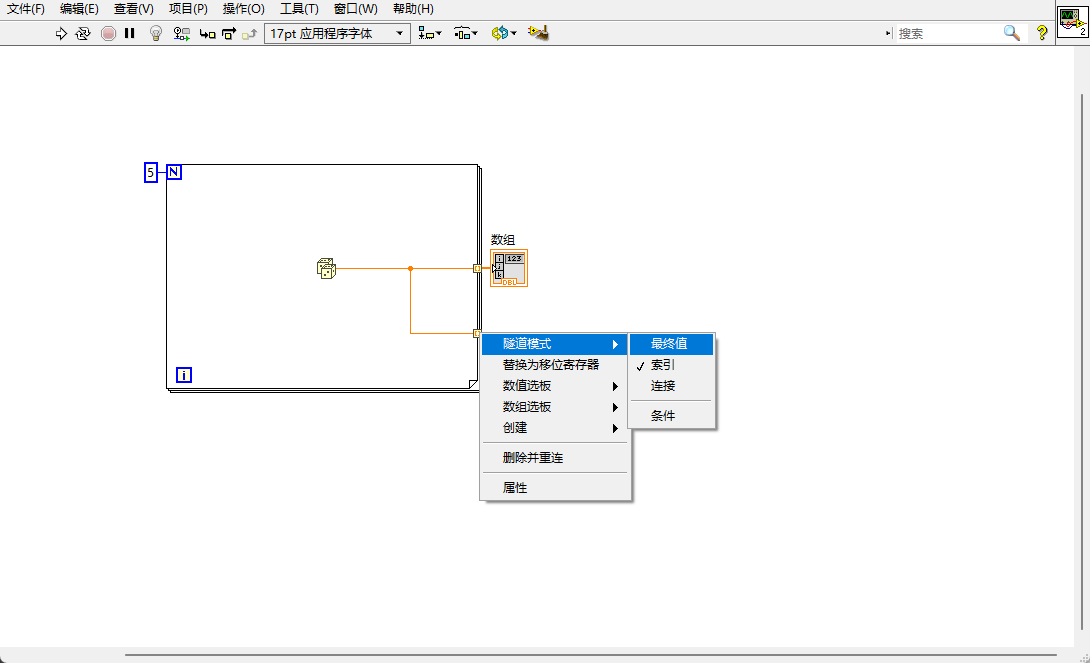 文件(F) 编辑(E) 查看(V) 项目(P) 操作(O) 工具(T) 窗口(W) 帮助(H)
17pt 应用程序字体
搜索
?
2
5
N
数组
123
DBL
i
隧道模式
替换为移位寄存器
数值选板
数组选板
创建
删除并重连
属性
最终值
✓ 索引
连接
条件